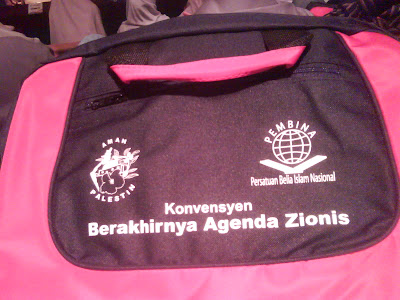 AMAN
PALESTIN
PEMBINA
Persatuan Belia Islam Nasional
Konvensyen
Berakhirnya Agenda Zionis